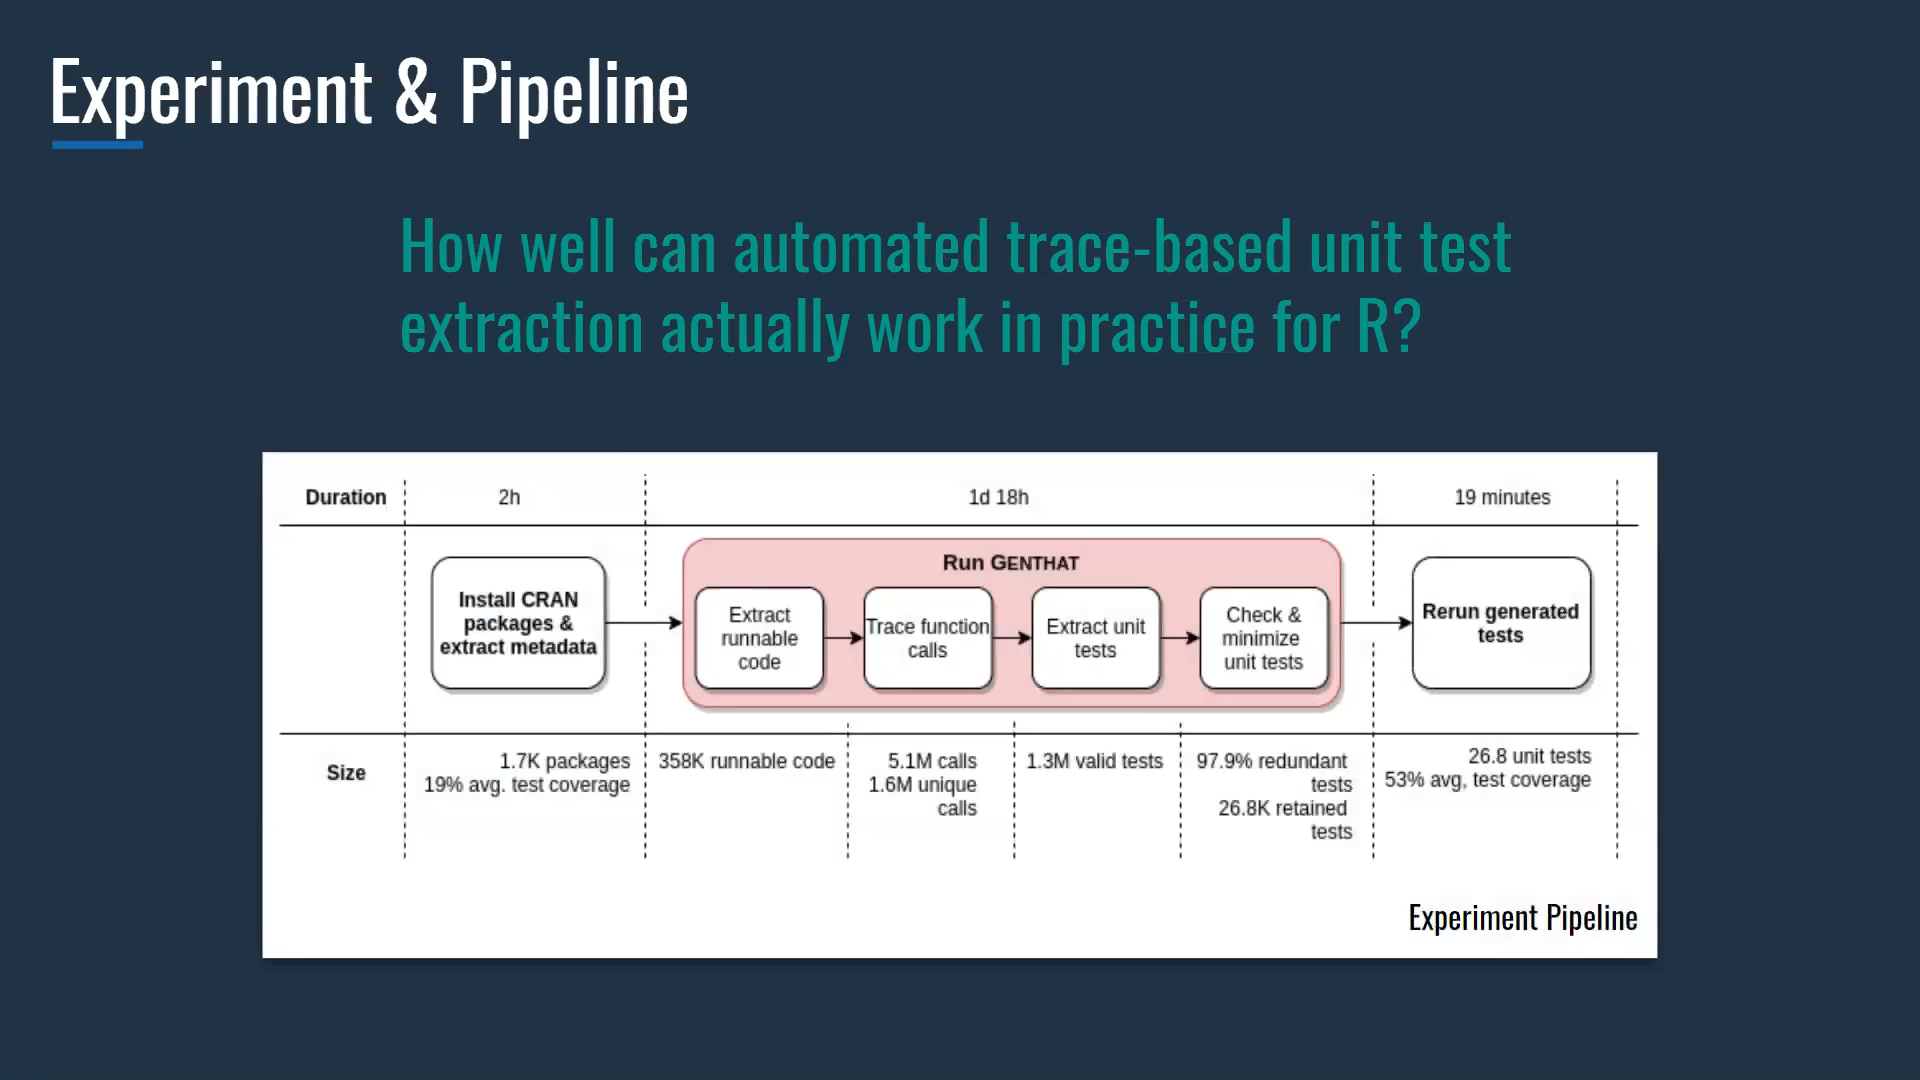 Experiment & Pipeline
How well can automated trace-based unit test
extraction actually work in practice for R?
Duration
2h
1d 18h
19 minutes
Install CRAN
packages &
extract metadata
Run GENTHAT
Extract
runnable
code
Trace function
calls
Extract unit
tests
Check &
minimize
unit tests
Rerun generated
tests
Size
1.7K packages
19% avg. test coverage
358K runnable code
5.1M calls
1.6M unique
calls
1.3M valid tests
97.9% redundant
tests
26.8K retained
tests
26.8 unit tests
53% avg, test coverage
Experiment Pipeline